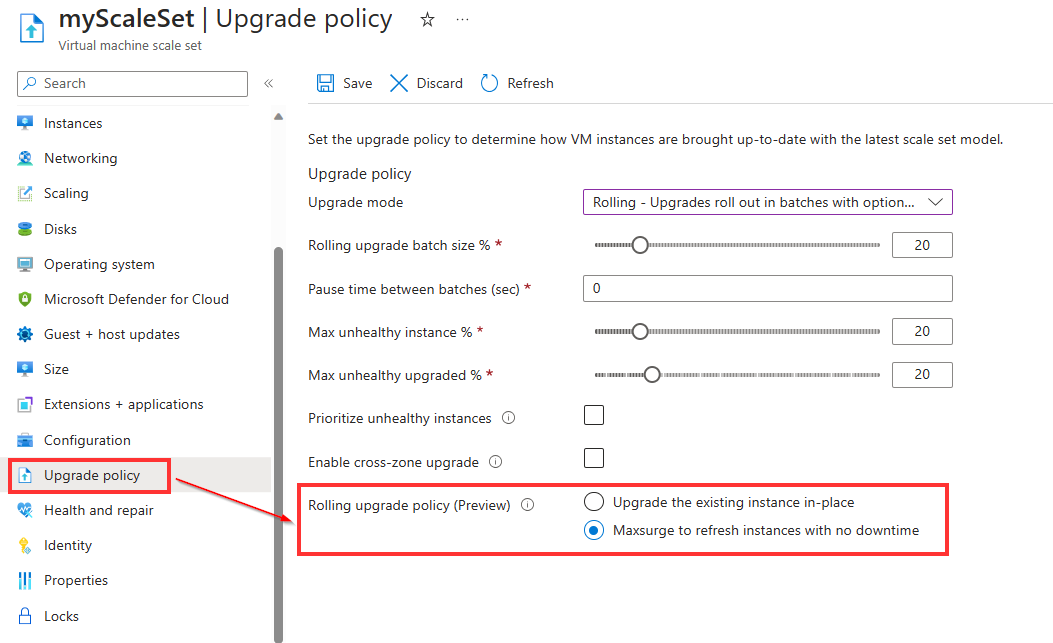 myScaleSet | Upgrade policy
Virtual machine scale set
Search
Instances
Networking
Scaling
Disks
Operating system
Microsoft Defender for Cloud
Guest + host updates
Size
Extensions + applications
Configuration
Upgrade policy
Health and repair
Identity
Properties
Locks
Save Discard Refresh
Set the upgrade policy to determine how VM instances are brought up-to-date with the latest scale set model.
Upgrade policy
Upgrade mode Rolling - Upgrades roll out in batches with option...
Rolling upgrade batch size % * 20
Pause time between batches (sec) * 0
Max unhealthy instance % * 20
Max unhealthy upgraded % * 20
Prioritize unhealthy instances
Enable cross-zone upgrade
Rolling upgrade policy (Preview) Upgrade the existing instance in-place
Maxsurge to refresh instances with no downtime